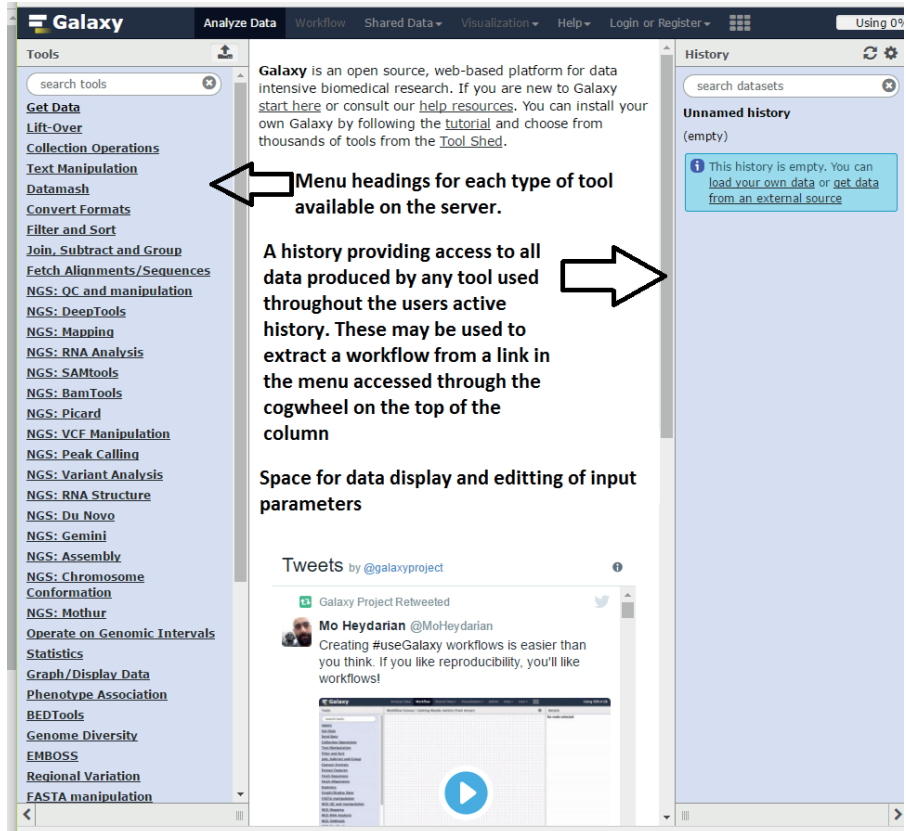 Galaxy
Analyze Data Workflow Shared Data Visualization Help Login or Register
Using 0%
Tools
search tools
Get Data
Lift-Over
Collection Operations
Text Manipulation
Datamash
Convert Formats
Filter and Sort
Join, Subtract and Group
Fetch Alignments/Sequences
NGS: QC and manipulation
NGS: DeepTools
NGS: Mapping
NGS: RNA Analysis
NGS: SAMtools
NGS: BamTools
NGS: Picard
NGS: VCF Manipulation
NGS: Peak Calling
NGS: Variant Analysis
NGS: RNA Structure
NGS: Du Novo
NGS: Gemini
NGS: Assembly
NGS: Chromosome
Conformation
NGS: Mothur
Operate on Genomic Intervals
Statistics
Graph/Display Data
Phenotype Association
BEDTools
Genome Diversity
EMBOSS
Regional Variation
FASTA manipulation
Galaxy is an open source, web-based platform for data
intensive biomedical research. If you are new to Galaxy
start here or consult our help resources. You can install your
own Galaxy by following the tutorial and choose from
thousands of tools from the Tool Shed.
Menu headings for each type of tool
available on the server.
A history providing access to all
data produced by any tool used
throughout the users active
history. These may be used to
extract a workflow from a link in
the menu accessed through the
cogwheel on the top of the
column
Space for data display and editting of input
parameters
Tweets by @galaxyproject
Galaxy Project Retweeted
Mo Heydarian @MoHeydarian
Creating #useGalaxy workflows is easier than
you think. If you like reproducibility, you'll like
workflows!
Galaxy
History
search datasets
Unnamed history
(empty)
This history is empty. You can
load your own data or get data
from an external source